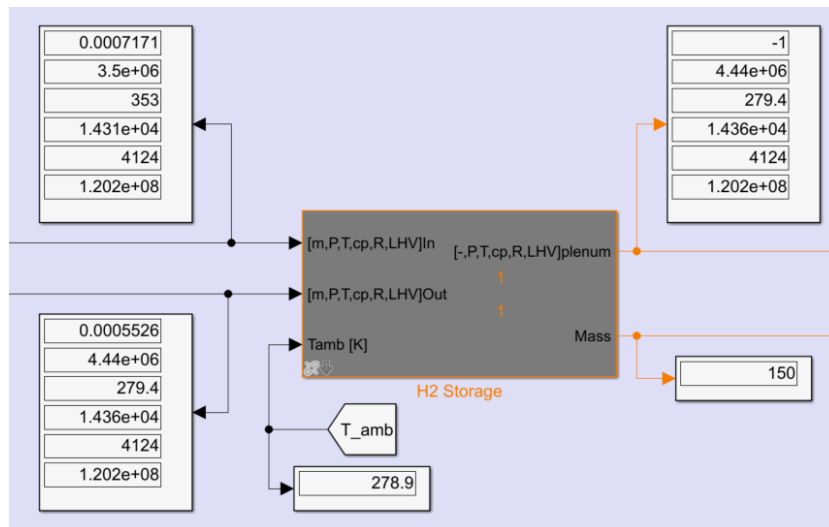 0.0007171
3.5e+06
353
1.431e+04
4124
1.202e+08
-1
4.44e+06
279.4
1.436e+04
4124
1.202e+08
[m,P,T,cp,R,LHV]In
[-,P,T,cp,R,LHV]plenum
1
[m,P,T,cp,R,LHV]Out
1
Tamb [K]
Mass
H2 Storage
0.0005526
4.44e+06
279.4
1.436e+04
4124
1.202e+08
150
T_amb
278.9